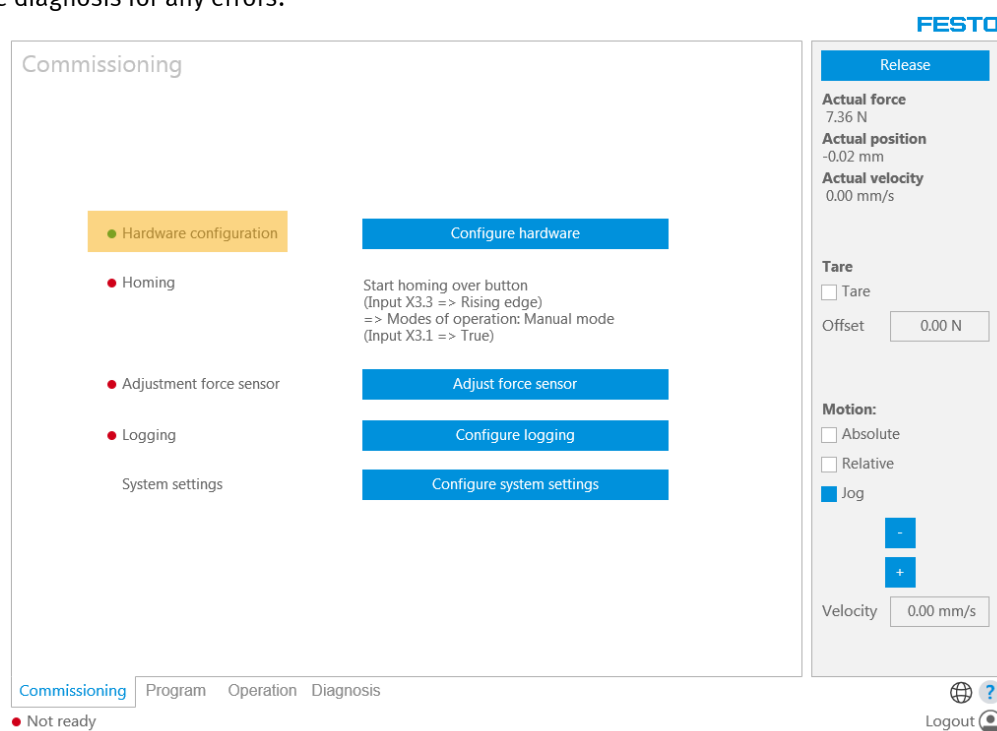 e diagnosis for any errors.
FESTO
Commissioning
Release
Actual force
7.36 N
Actual position
-0.02 mm
Actual velocity
0.00 mm/s
Hardware configuration
Configure hardware
Homing
Start homing over button
(Input X3.3 => Rising edge)
=> Modes of operation: Manual mode
(Input X3.1 => True)
Tare
Tare
Offset 0.00 N
Adjustment force sensor
Adjust force sensor
Logging
Configure logging
System settings
Configure system settings
Motion:
Absolute
Relative
Jog
-
+
Velocity 0.00 mm/s
Commissioning Program Operation Diagnosis
?
Not ready
Logout